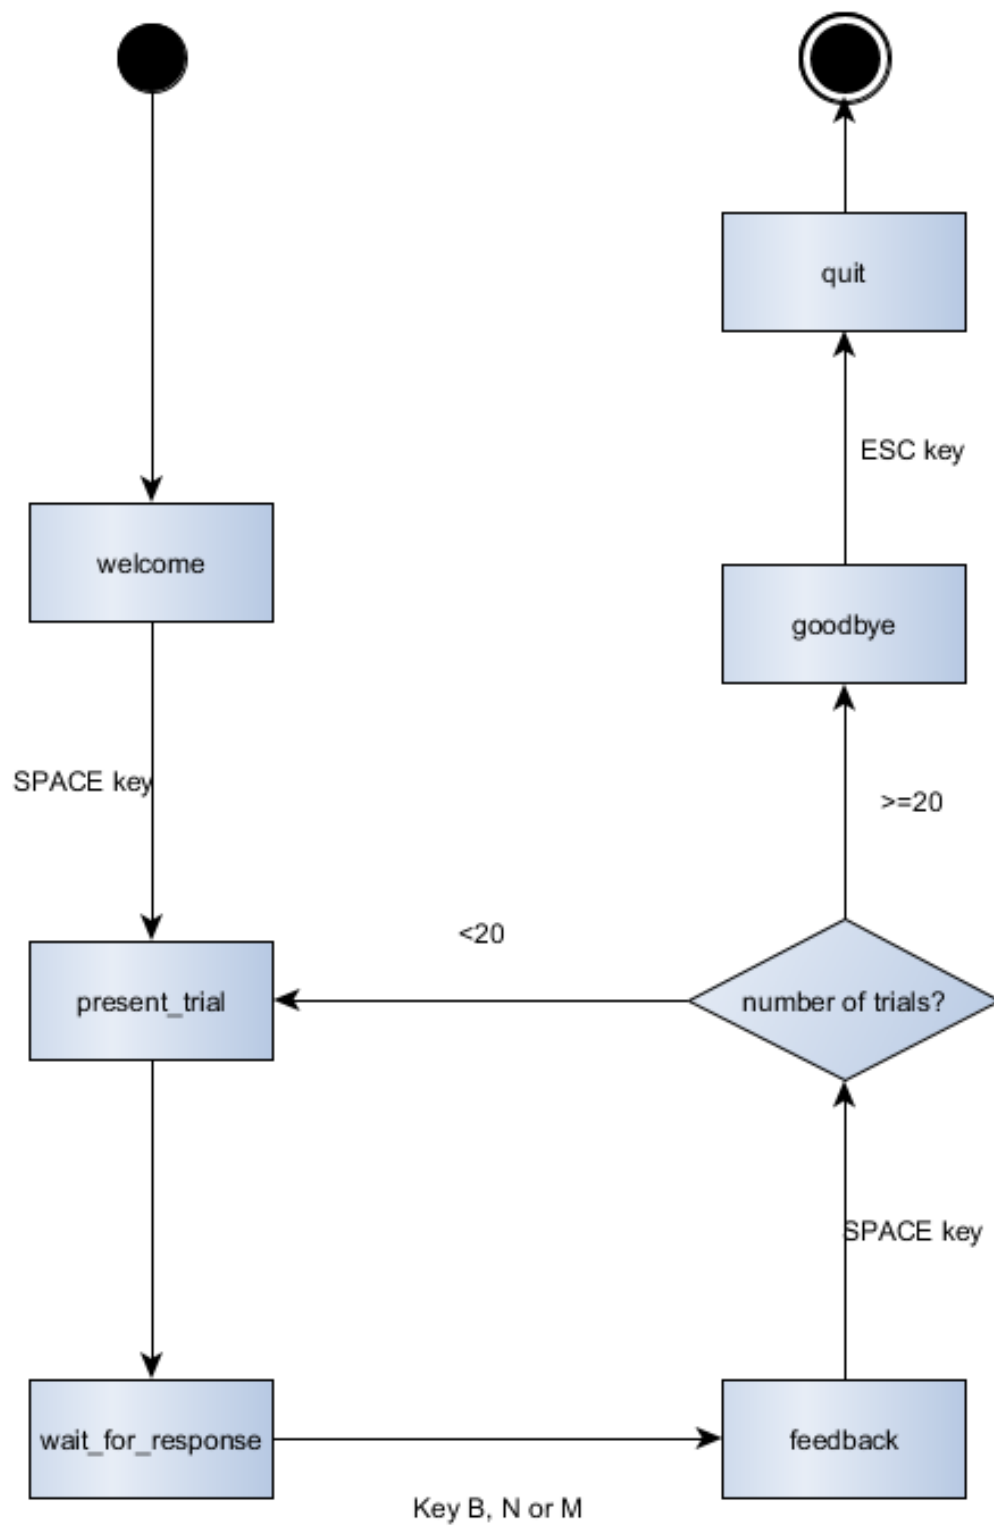 quit
ESC key
welcome
goodbye
SPACE key
>=20
<20
present_trial
number of trials?
SPACE key
wait_for_response
feedback
Key B, N or M